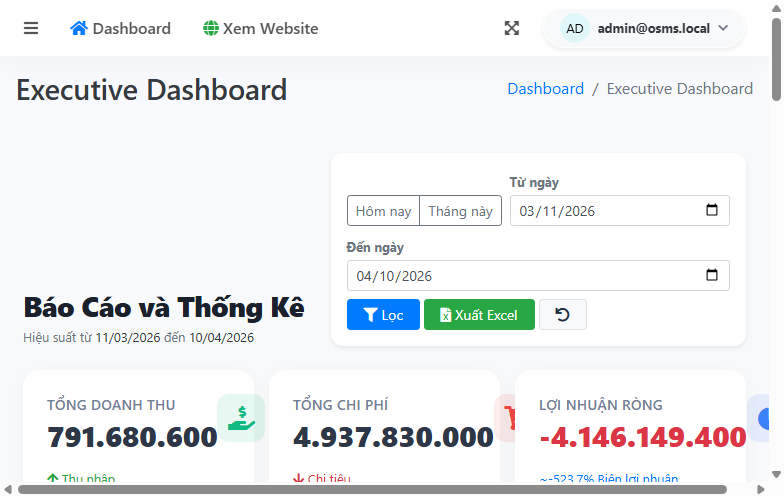 Dashboard Xem Website AD admin@osms.local
Executive Dashboard
Dashboard / Executive Dashboard
Từ ngày
Hôm nay Tháng này 03/11/2026
Đến ngày
04/10/2026
Lọc Xuất Excel
Báo Cáo và Thống Kê
Hiệu suất từ 11/03/2026 đến 10/04/2026
TỔNG DOANH THU
791.680.600
Thu nhập
TỔNG CHI PHÍ
4.937.830.000
Chi tiêu
LỢI NHUẬN RÒNG
-4.146.149.400
~-523.7% Biên lợi nhuận